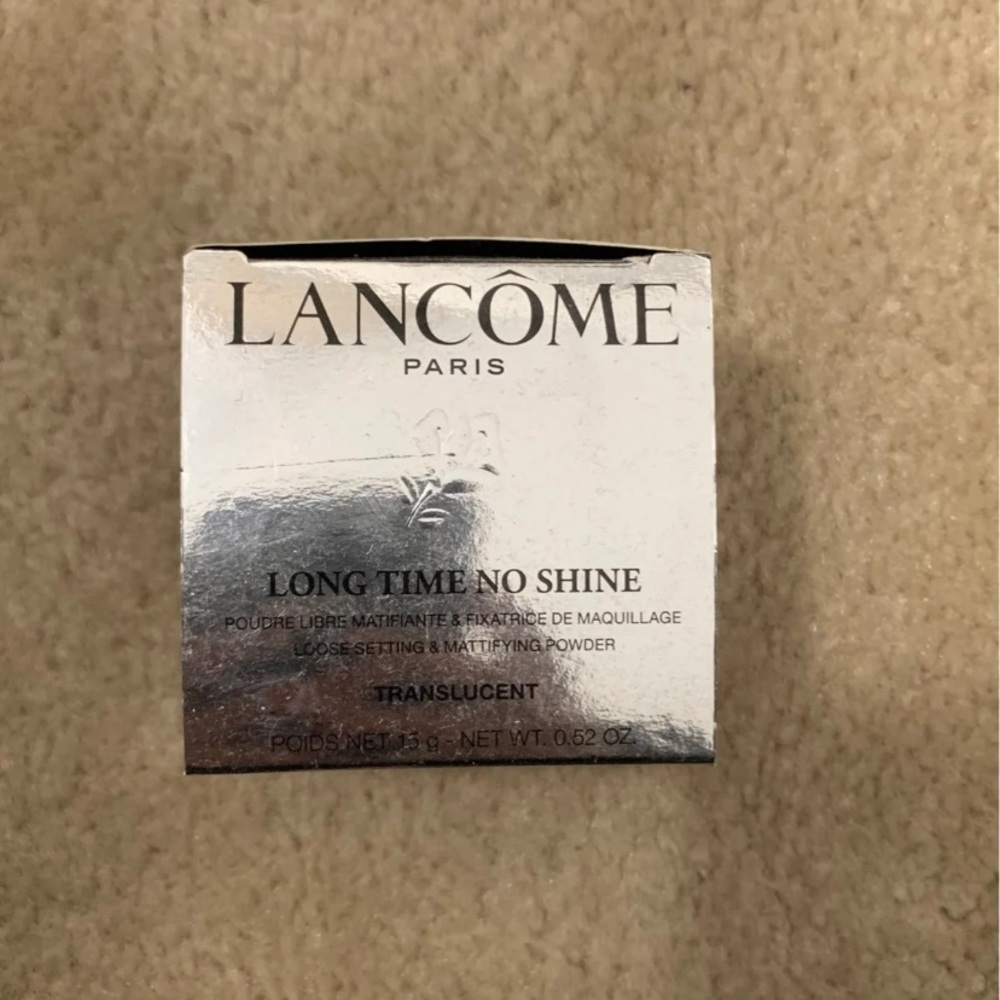 LANCÔME
PARIS
LONG TIME NO SHINE
POUDRE LIBRE MATIFIANTE & FIXATRICE DE MAQUILLAGE
LOOSE SETTING & MATTIFYING POWDER
TRANSLUCENT
POIDS NET 15 g - NET WT. 0.52 OZ.